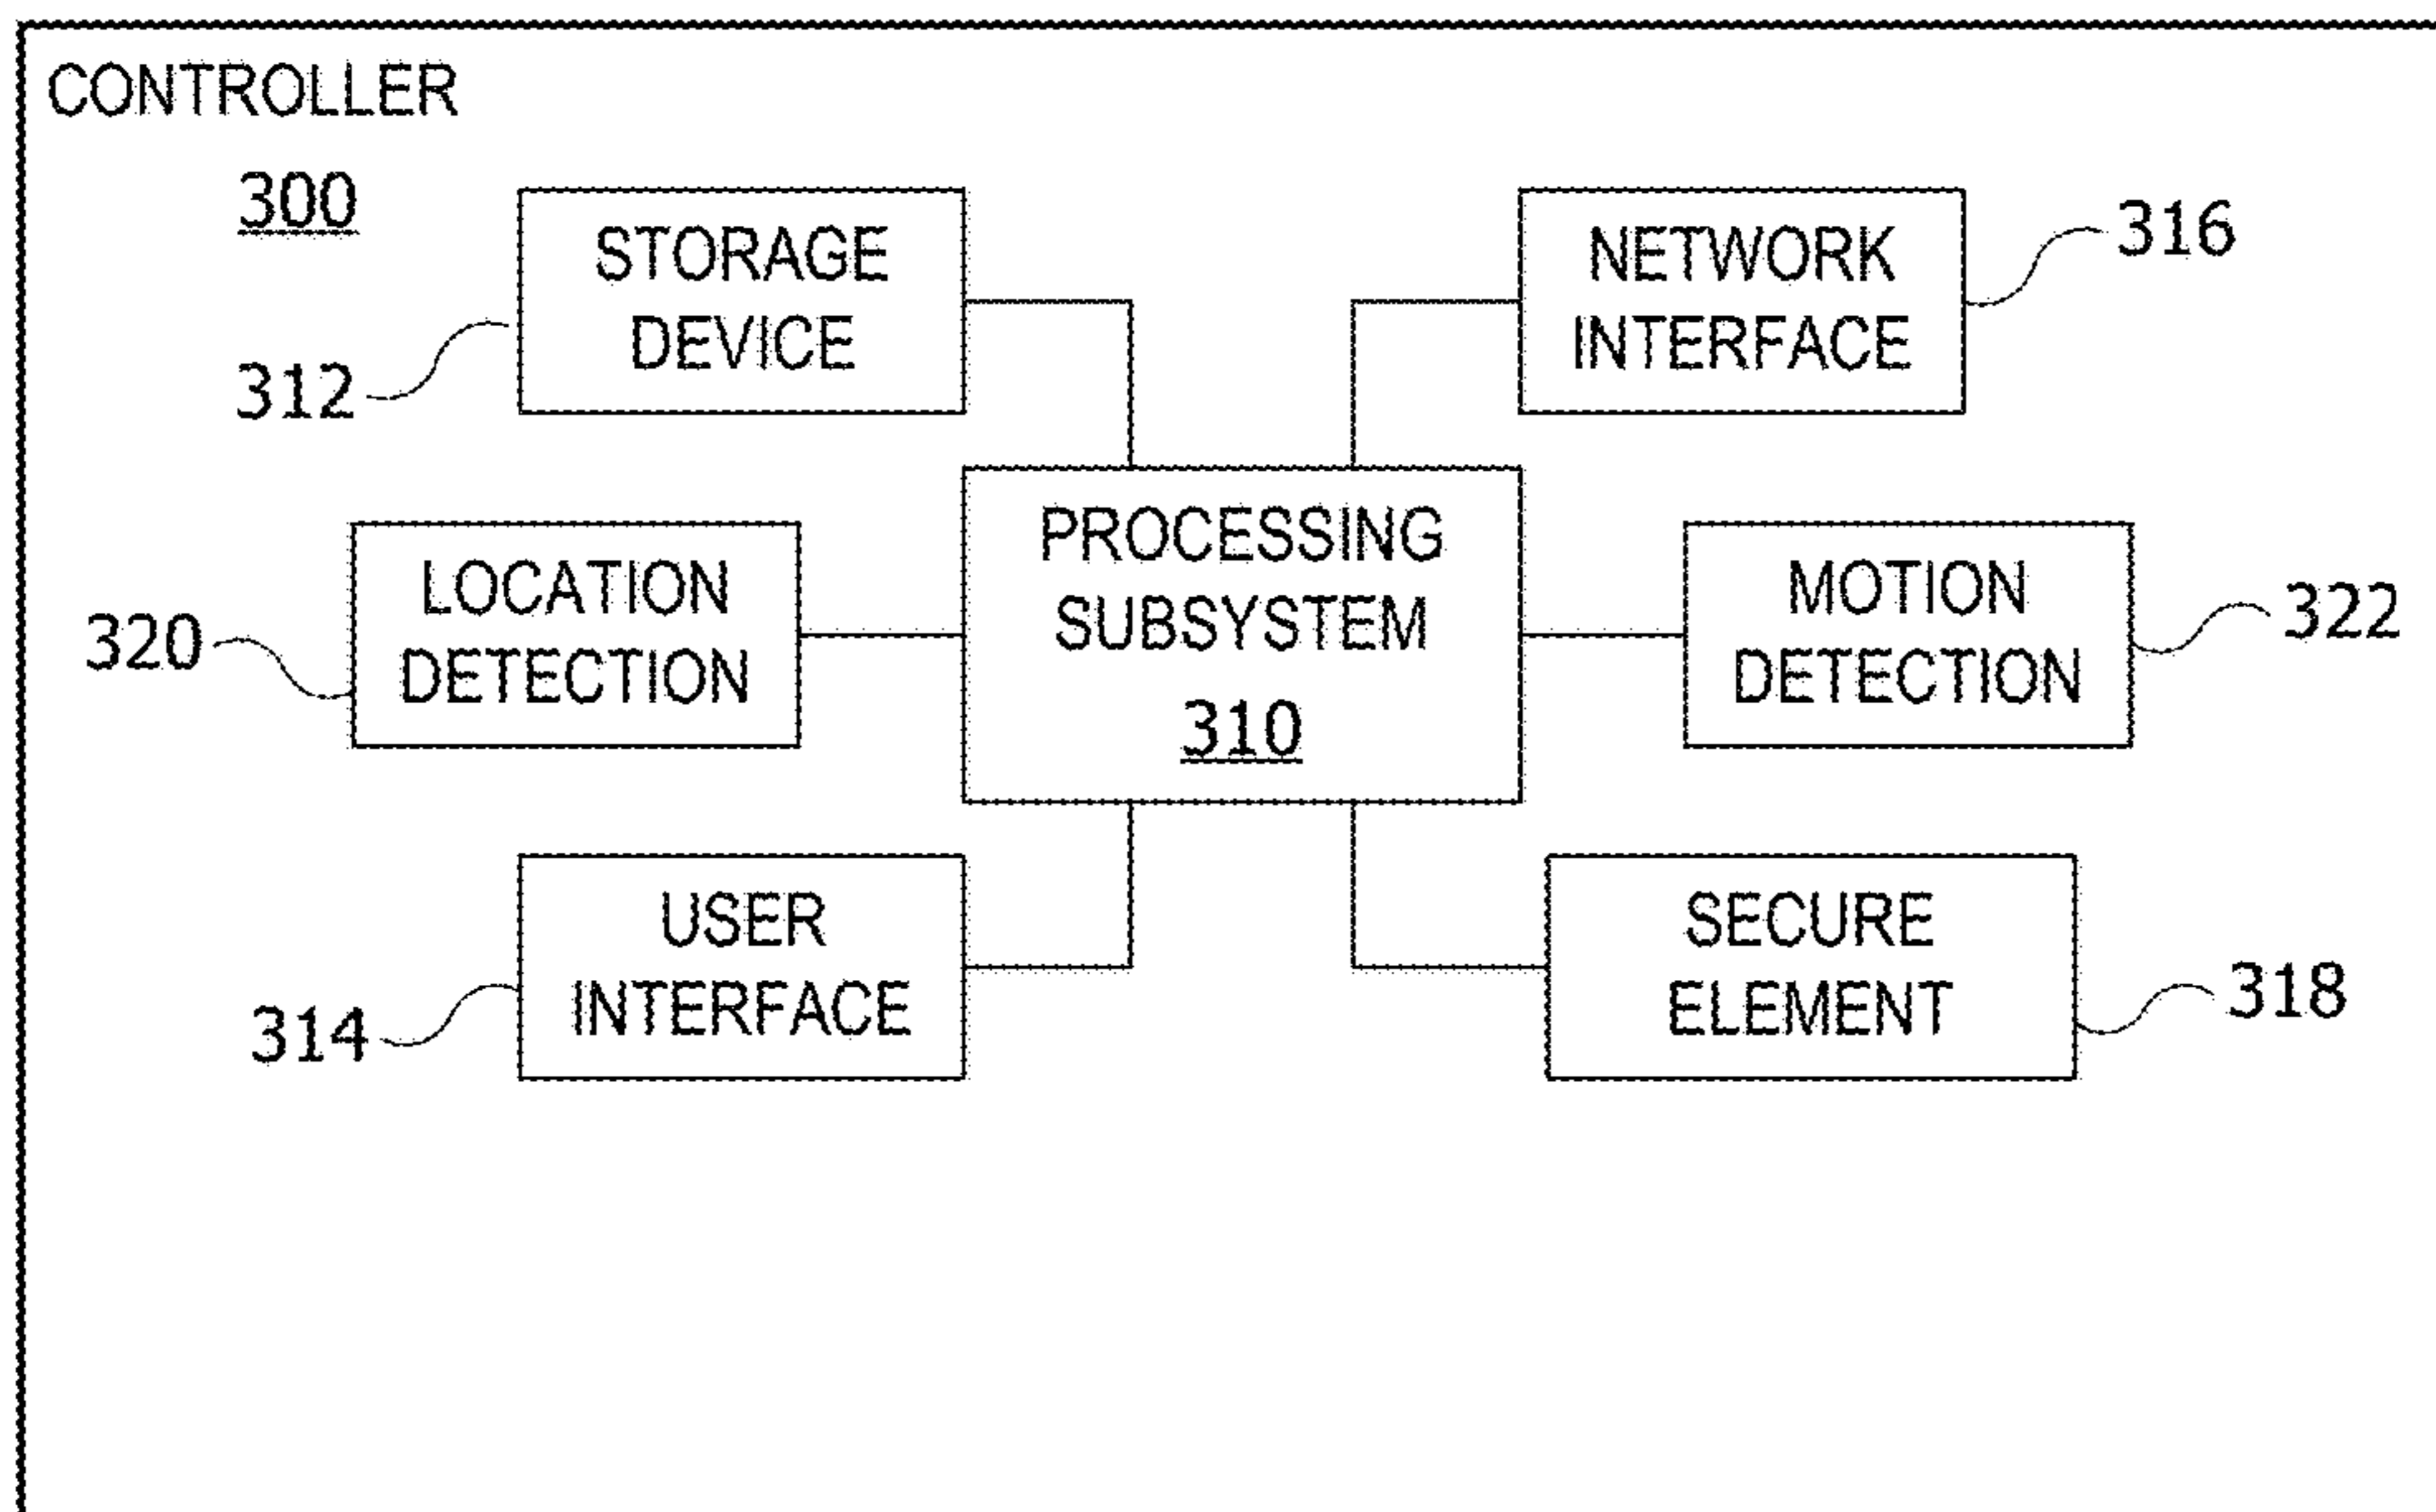 CONTROLLER
300
STORAGE
DEVICE
312
NETWORK
INTERFACE
316
PROCESSING
SUBSYSTEM
310
LOCATION
DETECTION
320
MOTION
DETECTION
322
USER
INTERFACE
314
SECURE
ELEMENT
318